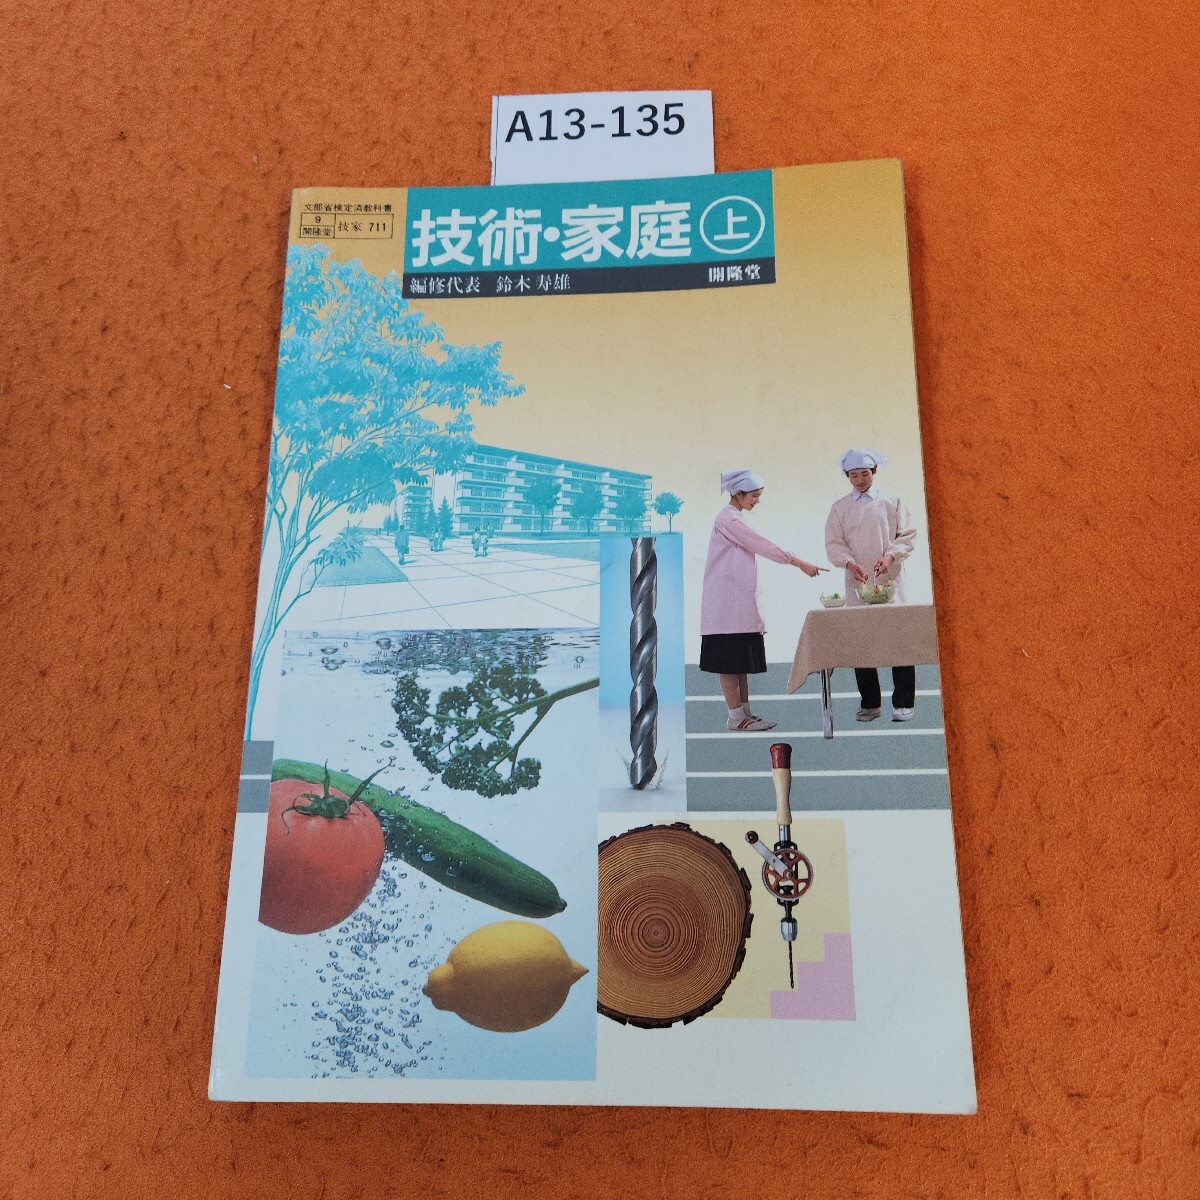 A13-135
文部省検定済教科書
9
開隆堂
技家 711
技術・家庭 上
編修代表 鈴木寿雄
開隆堂